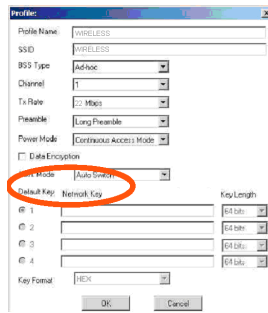 Profile:
Profile Name WIRELESS
SSID WIRELESS
BSS Type Ad-hoc
Channel 1
Tx Rate 22 Mbps
Preamble Long Preamble
Power Mode Continuous Access Mode
Data Encryption
Mode Auto Switch
Default Key Network Key Key Length
1 64 bits
2 64 bits
3 64 bits
4 64 bits
Key Format HEX
OK Cancel